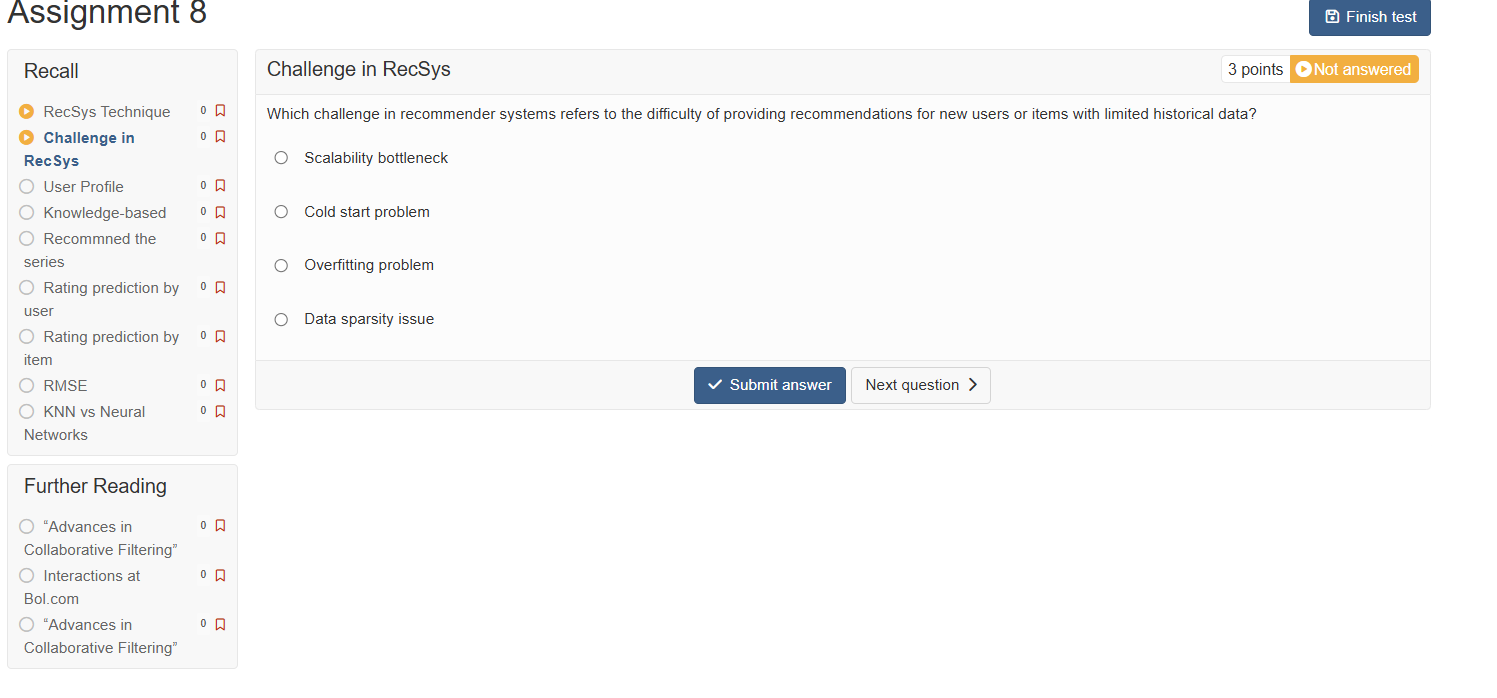 Assignment 8
Finish test
Recall
RecSys Technique 0
Challenge in 0
RecSys
User Profile 0
Knowledge-based 0
Recommned the 0
series
Rating prediction by 0
user
Rating prediction by 0
item
RMSE 0
KNN vs Neural 0
Networks
Further Reading
“Advances in 0
Collaborative Filtering”
Interactions at 0
Bol.com
“Advances in 0
Collaborative Filtering”
Challenge in RecSys
3 points Not answered
Which challenge in recommender systems refers to the difficulty of providing recommendations for new users or items with limited historical data?
Scalability bottleneck
Cold start problem
Overfitting problem
Data sparsity issue
Submit answer
Next question